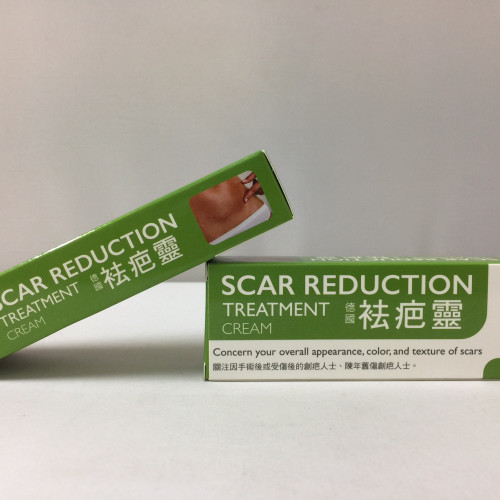 SCAR REDUCTION
TREATMENT
CREAM
德國
袪疤靈
SCAR REDUCTION
TREATMENT
CREAM
德國
袪疤靈
Concern your overall appearance, color, and texture of scars
關注因手術後或受傷後的創疤人士、陳年舊傷創疤人士。